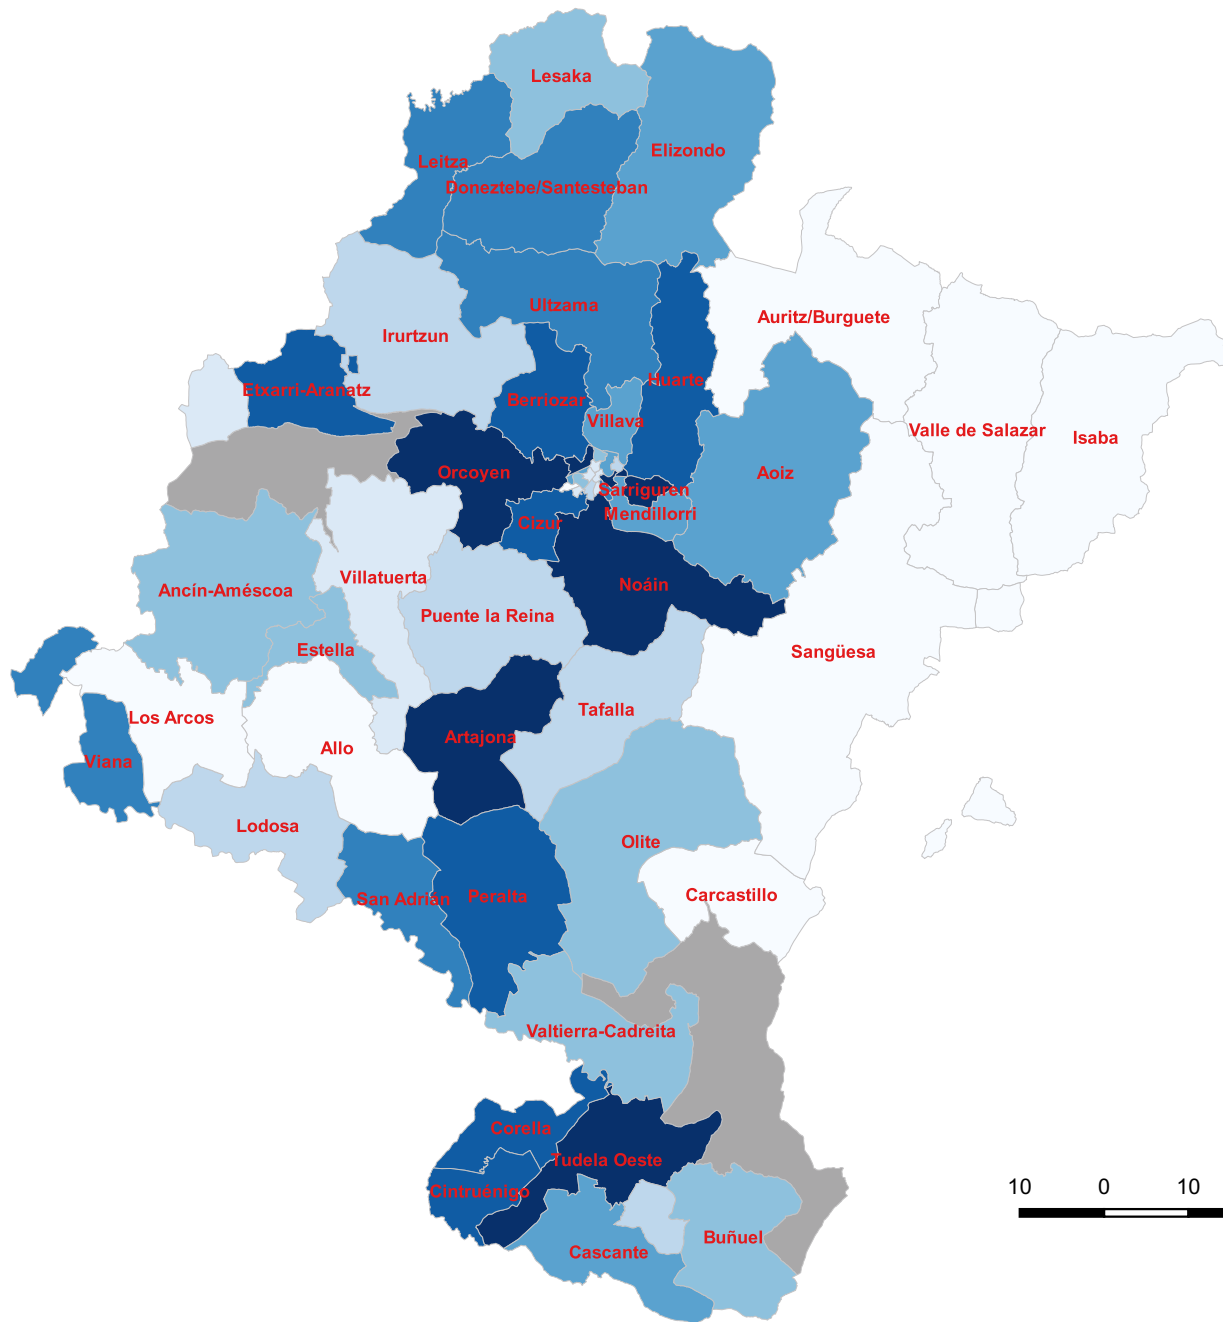 Lesaka
Elizondo
Leitza
Doneztebe/Santesteban
Ultzama
Auritz/Burguete
Irurtzun
Huarte
Etxarri-Aranatz
Berriozar
Villava
Valle de Salazar
Isaba
Orcoyen
Aoiz
Sarriguren
Mendillorri
Cizur
Villatuerta
Noáin
Ancín-Améscoa
Puente la Reina
Estella
Sangüesa
Tafalla
Los Arcos
Artajona
Allo
Viana
Lodosa
Olite
Peralta
Carcastillo
San Adrián
Valtierra-Cadreita
Corella
Tudela Oeste
Cintruénigo
10 0 10
Buñuel
Cascante